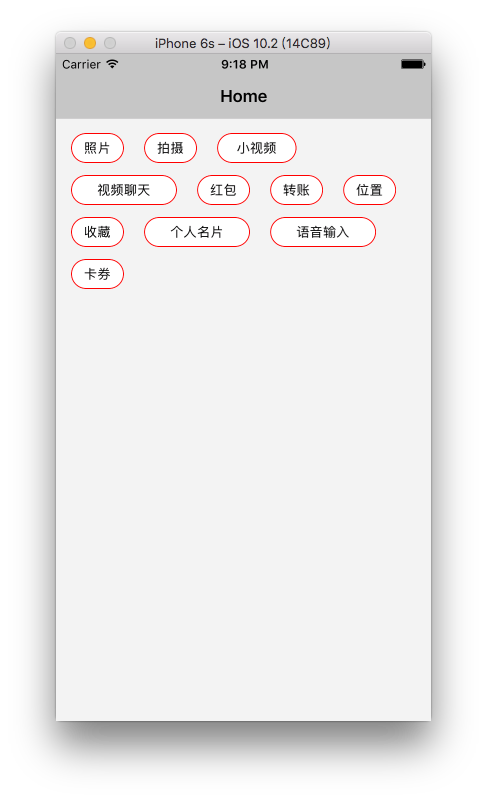 iPhone 6s – iOS 10.2 (14C89)
Carrier 9:18 PM
Home
照片 拍摄 小视频
视频聊天 红包 转账 位置
收藏 个人名片 语音输入
卡券